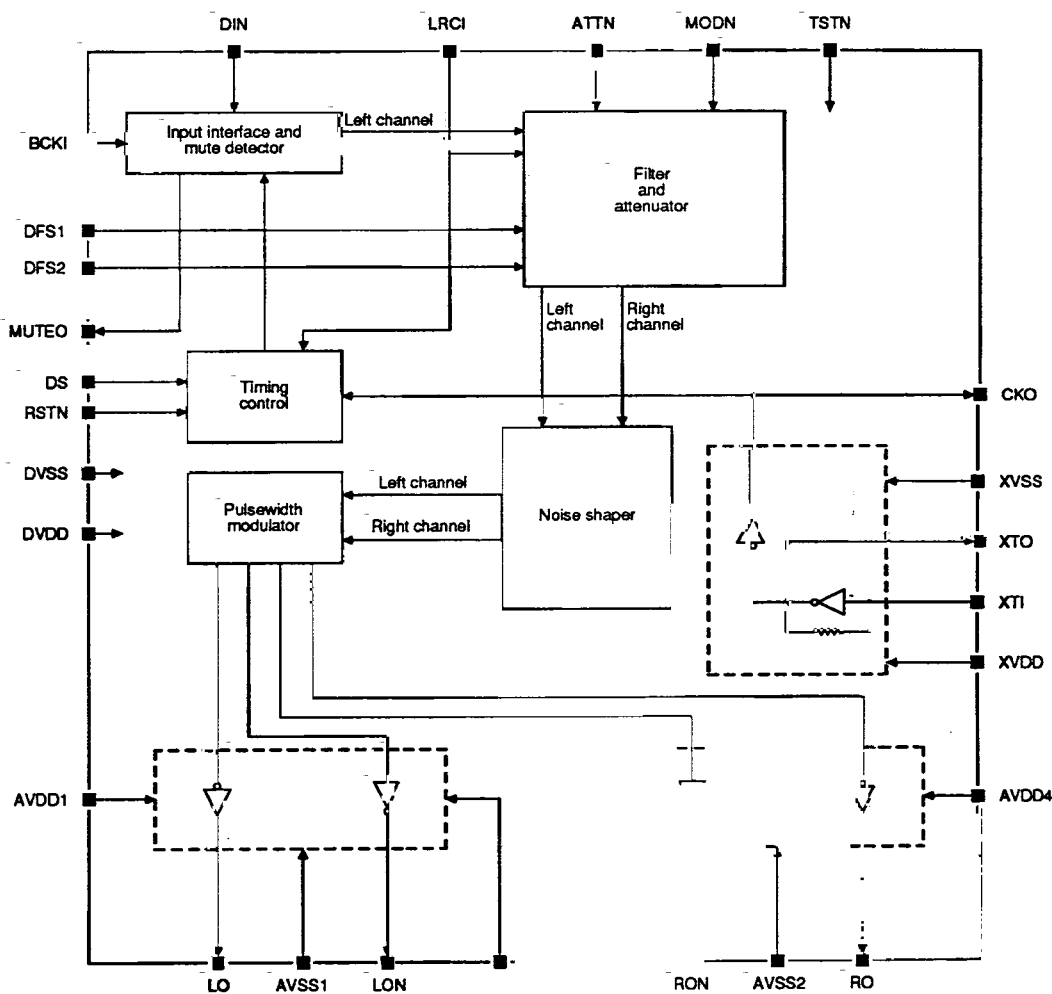 DIN LRCI ATTN MODN TSTN
Left channel
Input interface and
mute detector
BCKI
Filter
and
attenuator
DFS1
DFS2
Left
channel
Right
channel
MUTEO
DS
Timing
control
RSTN
CKO
DVSS
Left channel
XVSS
Pulsewidth
modulator
Noise shaper
Right channel
DVDD
XTO
XTI
XVDD
AVDD1
AVDD4
LO AVSS1 LON RON AVSS2 RO